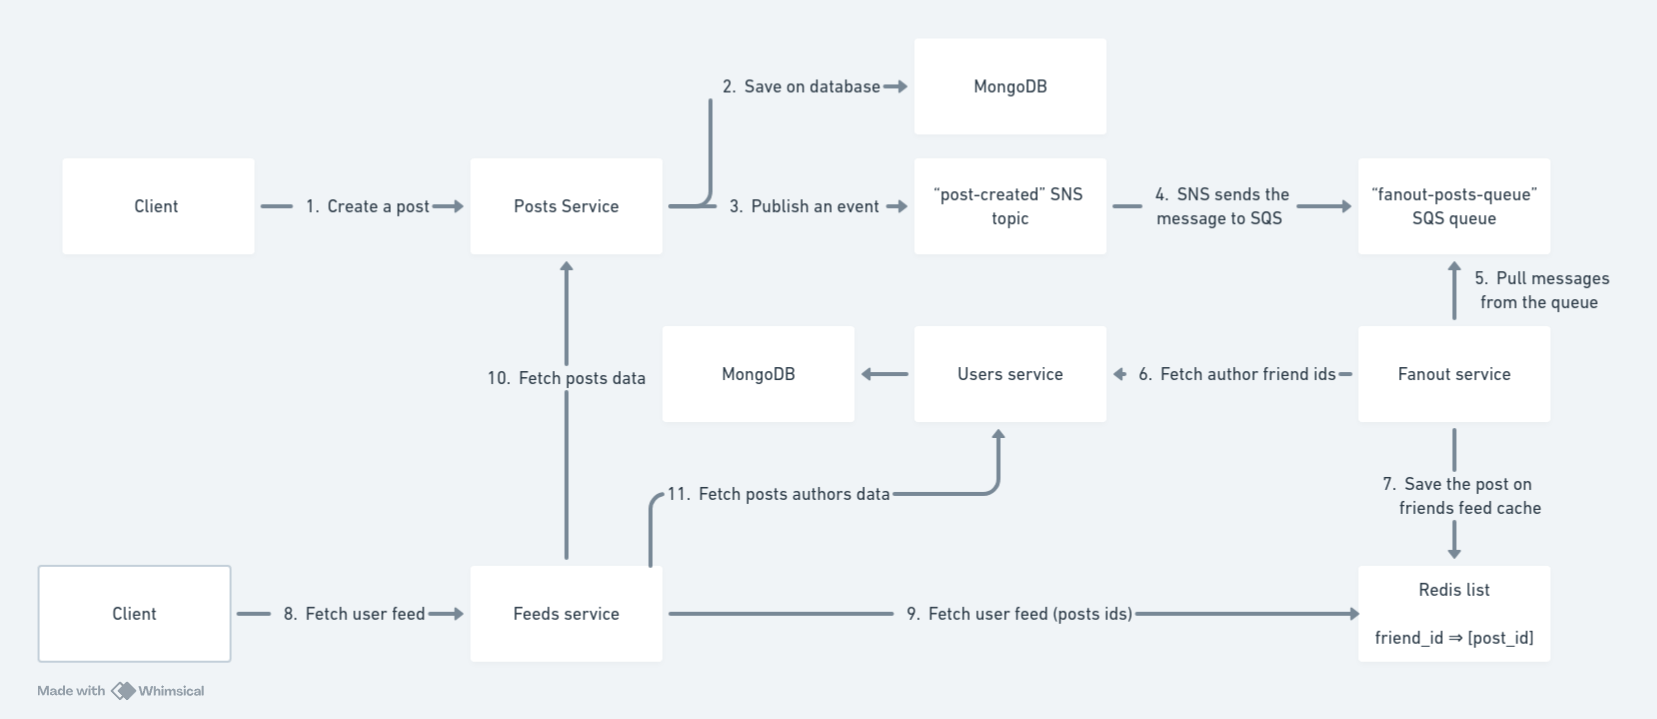 2. Save on database
MongoDB
Client
1. Create a post
Posts Service
3. Publish an event
“post-created” SNS
topic
4. SNS sends the
message to SQS
“fanout-posts-queue”
SQS queue
5. Pull messages
from the queue
10. Fetch posts data
MongoDB
Users service
6. Fetch author friend ids
Fanout service
11. Fetch posts authors data
7. Save the post on
friends feed cache
Client
8. Fetch user feed
Feeds service
9. Fetch user feed (posts ids)
Redis list
friend_id ⇒ [post_id]
Made with Whimsical